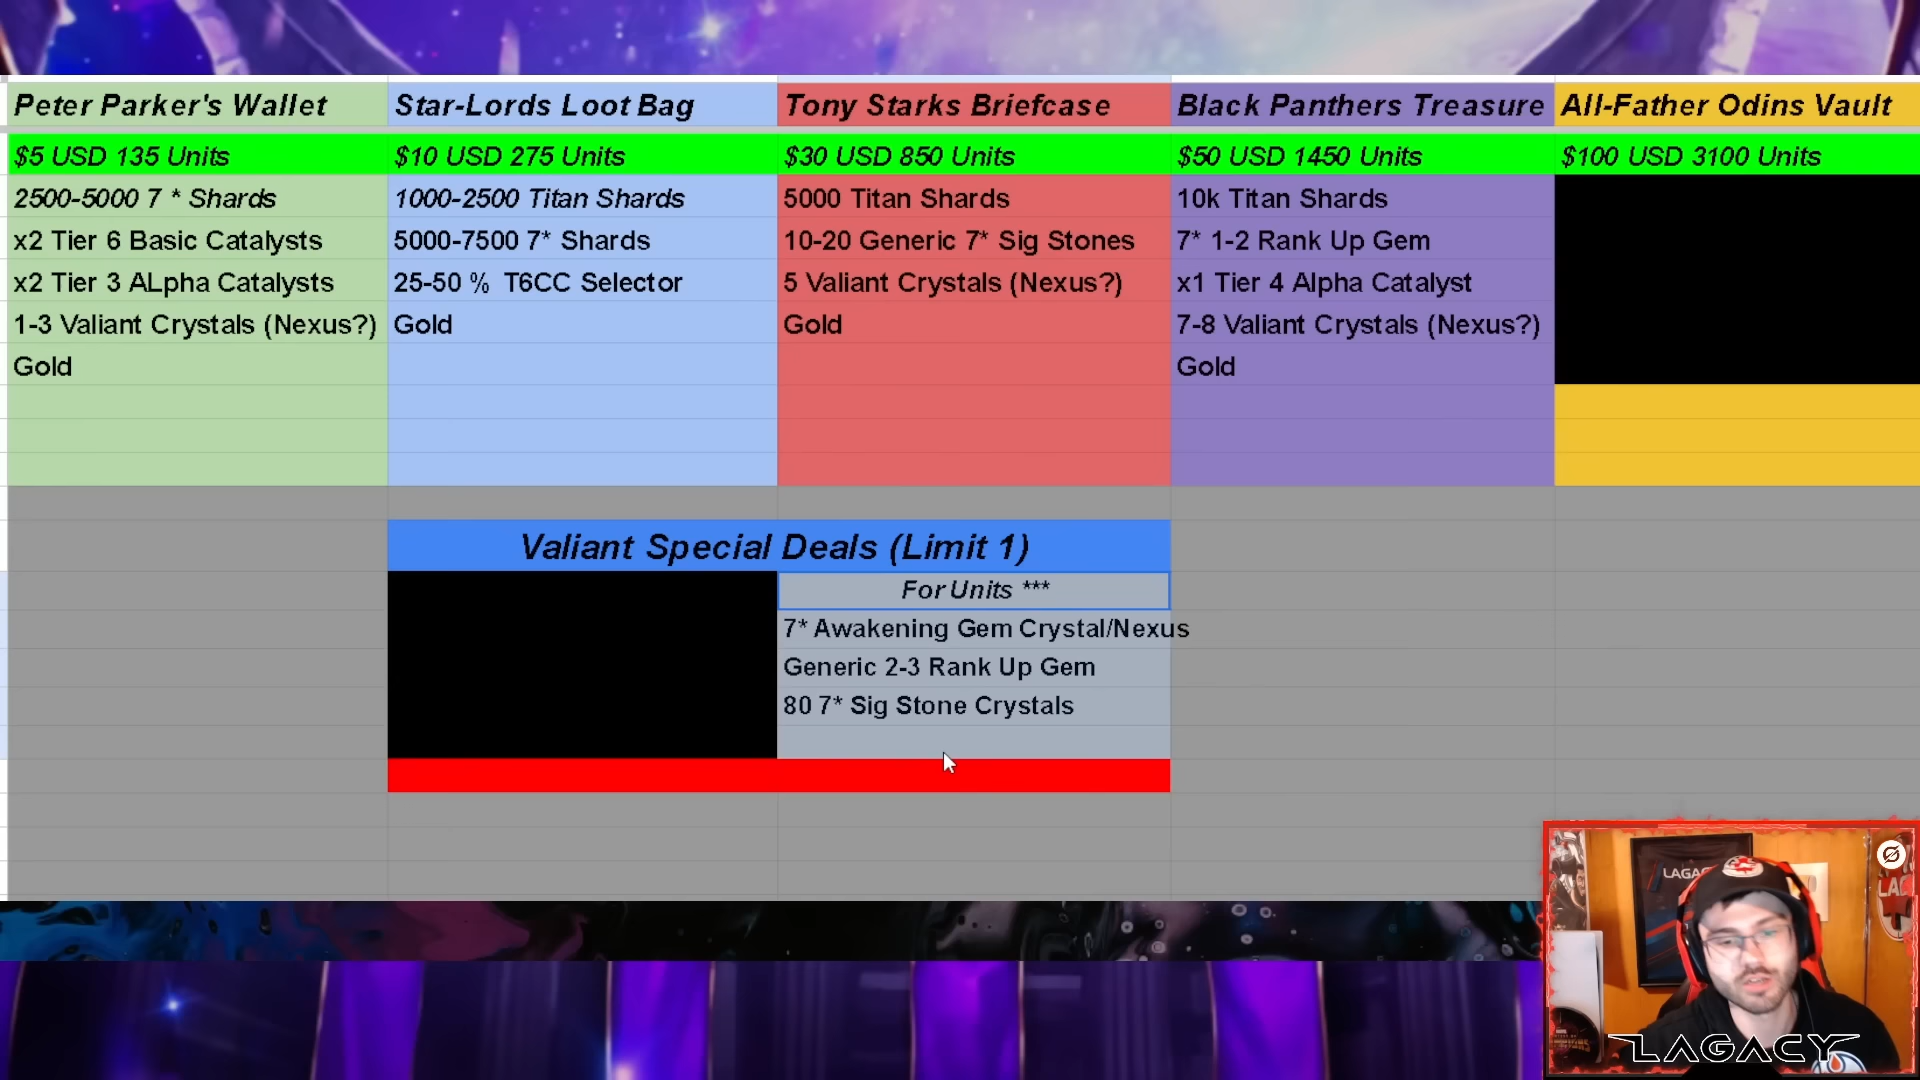 Peter Parker's Wallet
Star-Lords Loot Bag
Tony Starks Briefcase
Black Panthers Treasure
All-Father Odins Vault
$5 USD 135 Units
$10 USD 275 Units
$30 USD 850 Units
$50 USD 1450 Units
$100 USD 3100 Units
2500-5000 7 * Shards
1000-2500 Titan Shards
5000 Titan Shards
10k Titan Shards
x2 Tier 6 Basic Catalysts
5000-7500 7* Shards
10-20 Generic 7* Sig Stones
7* 1-2 Rank Up Gem
x2 Tier 3 ALpha Catalysts
25-50 % T6CC Selector
5 Valiant Crystals (Nexus?)
x1 Tier 4 Alpha Catalyst
1-3 Valiant Crystals (Nexus?)
Gold
Gold
7-8 Valiant Crystals (Nexus?)
Gold
Gold
Valiant Special Deals (Limit 1)
For Units ***
7* Awakening Gem Crystal/Nexus
Generic 2-3 Rank Up Gem
80 7* Sig Stone Crystals
LAGACY